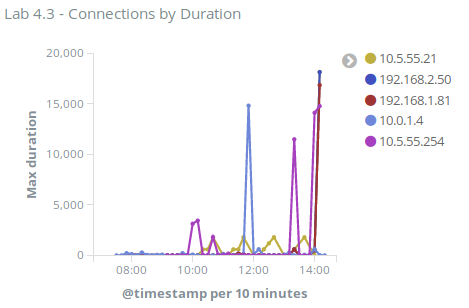 Lab 4.3 - Connections by Duration
20,000
15,000
10,000
5,000
0
Max duration
08:00 10:00 12:00 14:00
@timestamp per 10 minutes
10.5.55.21
192.168.2.50
192.168.1.81
10.0.1.4
10.5.55.254